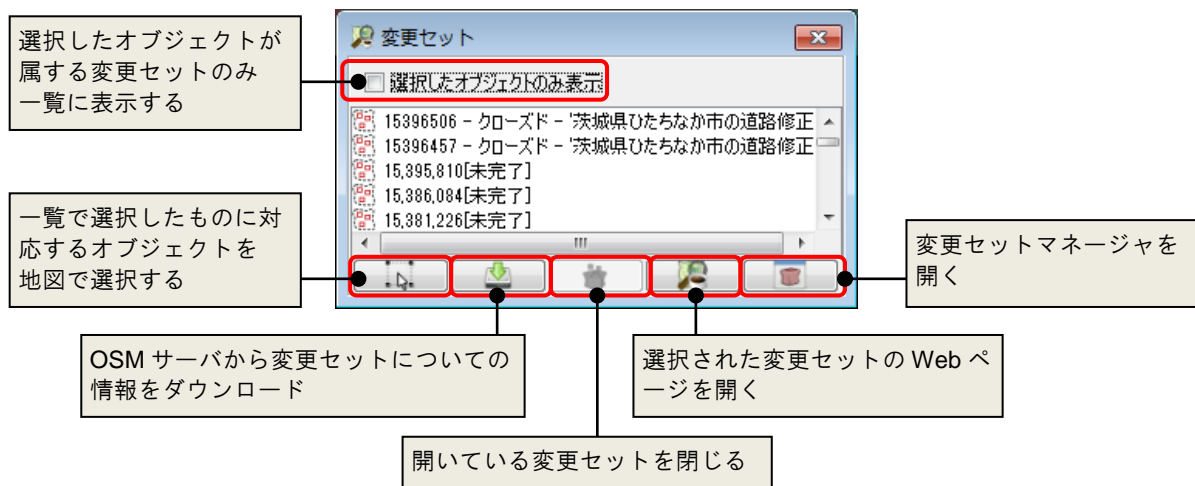 選択したオブジェクトが
属する変更セットのみ
一覧に表示する
変更セット
選択したオブジェクトのみ表示
15396506 - クローズド - '茨城県ひたちなか市の道路修正
15396457 - クローズド - '茨城県ひたちなか市の道路修正
15,395,810[未完了]
15,386,084[未完了]
15,381,226[未完了]
一覧で選択したものに対
応するオブジェクトを
地図で選択する
変更セットマネージャを
開く
OSM サーバから変更セットについての
情報をダウンロード
選択された変更セットの Web ペ
ージを開く
開いている変更セットを閉じる